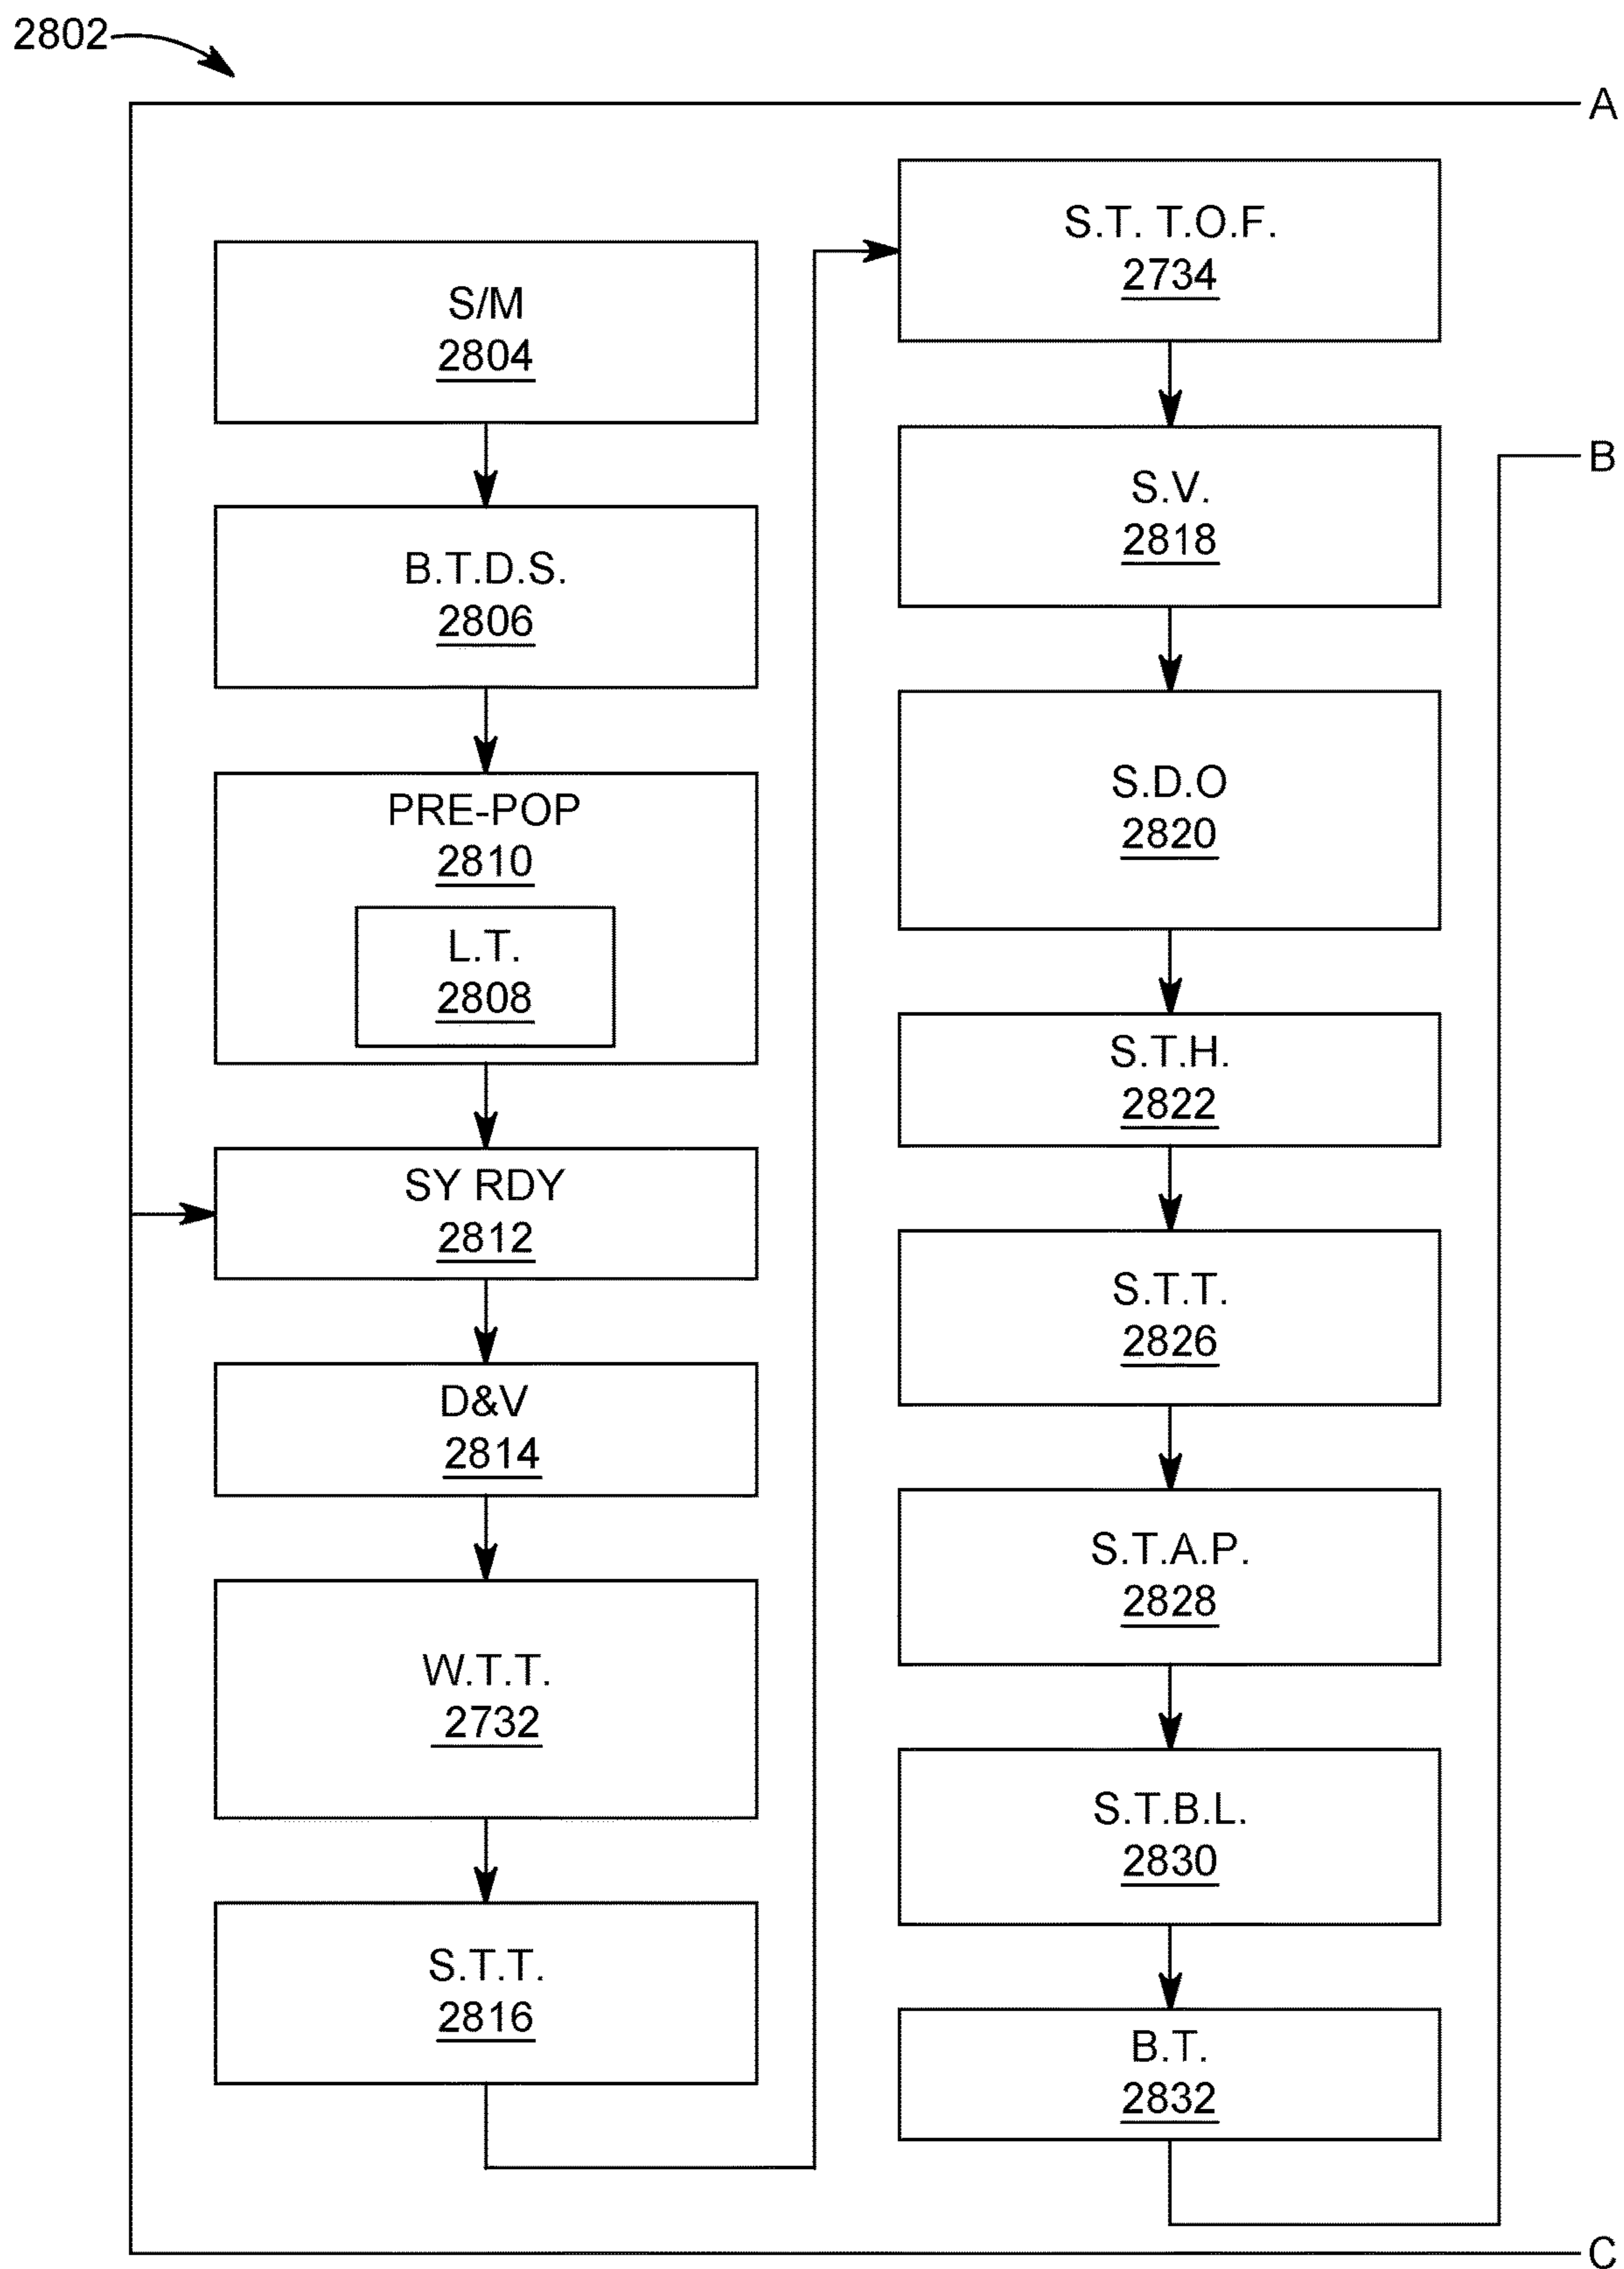 2802
A
S/M
2804
B.T.D.S.
2806
PRE-POP
2810
L.T.
2808
SY RDY
2812
D&V
2814
W.T.T.
2732
S.T.T.
2816
S.T. T.O.F.
2734
S.V.
2818
S.D.O
2820
S.T.H.
2822
S.T.T.
2826
S.T.A.P.
2828
S.T.B.L.
2830
B.T.
2832
B
C